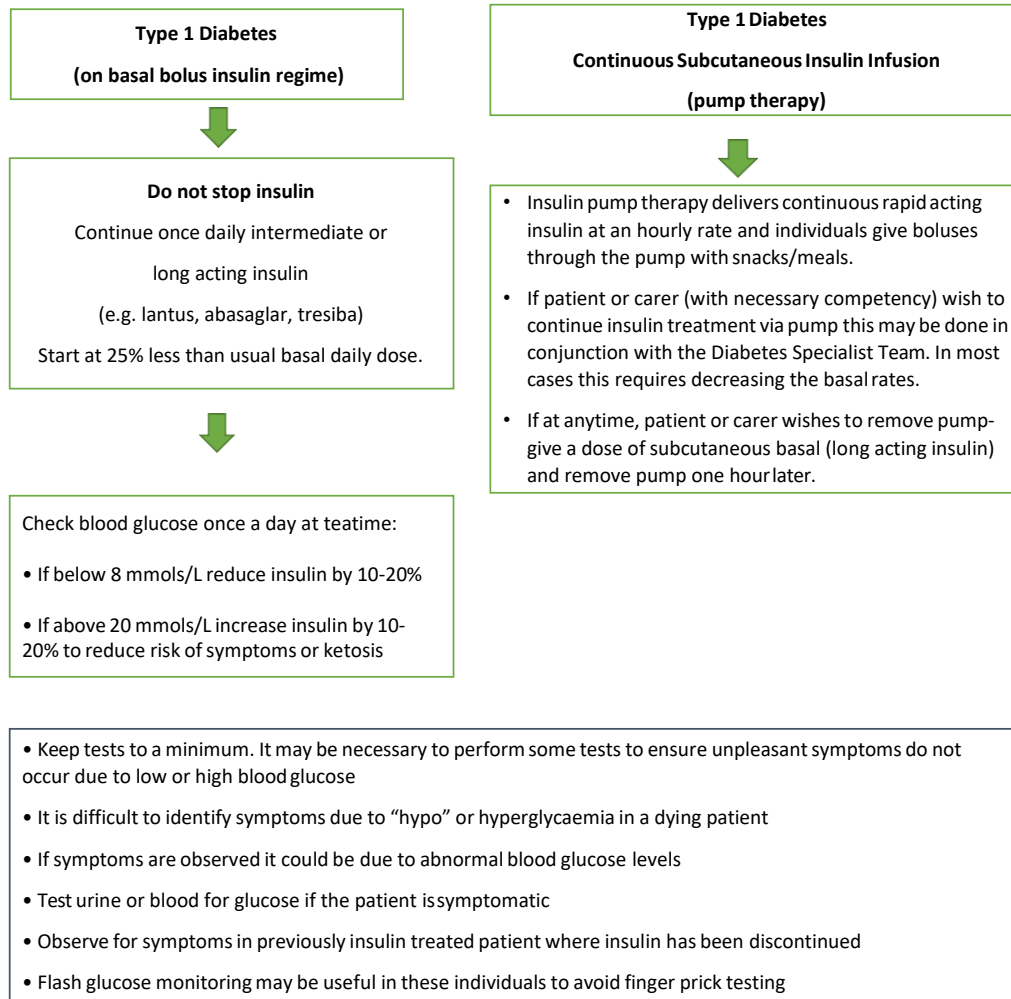 Type 1 Diabetes
(on basal bolus insulin regime)
Do not stop insulin
Continue once daily intermediate or
long acting insulin
(e.g. lantus, abasaglar, tresiba)
Start at 25% less than usual basal daily dose.
Check blood glucose once a day at teatime:
• If below 8 mmols/L reduce insulin by 10-20%
• If above 20 mmols/L increase insulin by 10-
20% to reduce risk of symptoms or ketosis
Type 1 Diabetes
Continuous Subcutaneous Insulin Infusion
(pump therapy)
• Insulin pump therapy delivers continuous rapid acting
insulin at an hourly rate and individuals give boluses
through the pump with snacks/meals.
• If patient or carer (with necessary competency) wish to
continue insulin treatment via pump this may be done in
conjunction with the Diabetes Specialist Team. In most
cases this requires decreasing the basal rates.
• If at anytime, patient or carer wishes to remove pump-
give a dose of subcutaneous basal (long acting insulin)
and remove pump one hour later.
• Keep tests to a minimum. It may be necessary to perform some tests to ensure unpleasant symptoms do not
occur due to low or high blood glucose
• It is difficult to identify symptoms due to “hypo” or hyperglycaemia in a dying patient
• If symptoms are observed it could be due to abnormal blood glucose levels
• Test urine or blood for glucose if the patient is symptomatic
• Observe for symptoms in previously insulin treated patient where insulin has been discontinued
• Flash glucose monitoring may be useful in these individuals to avoid finger prick testing